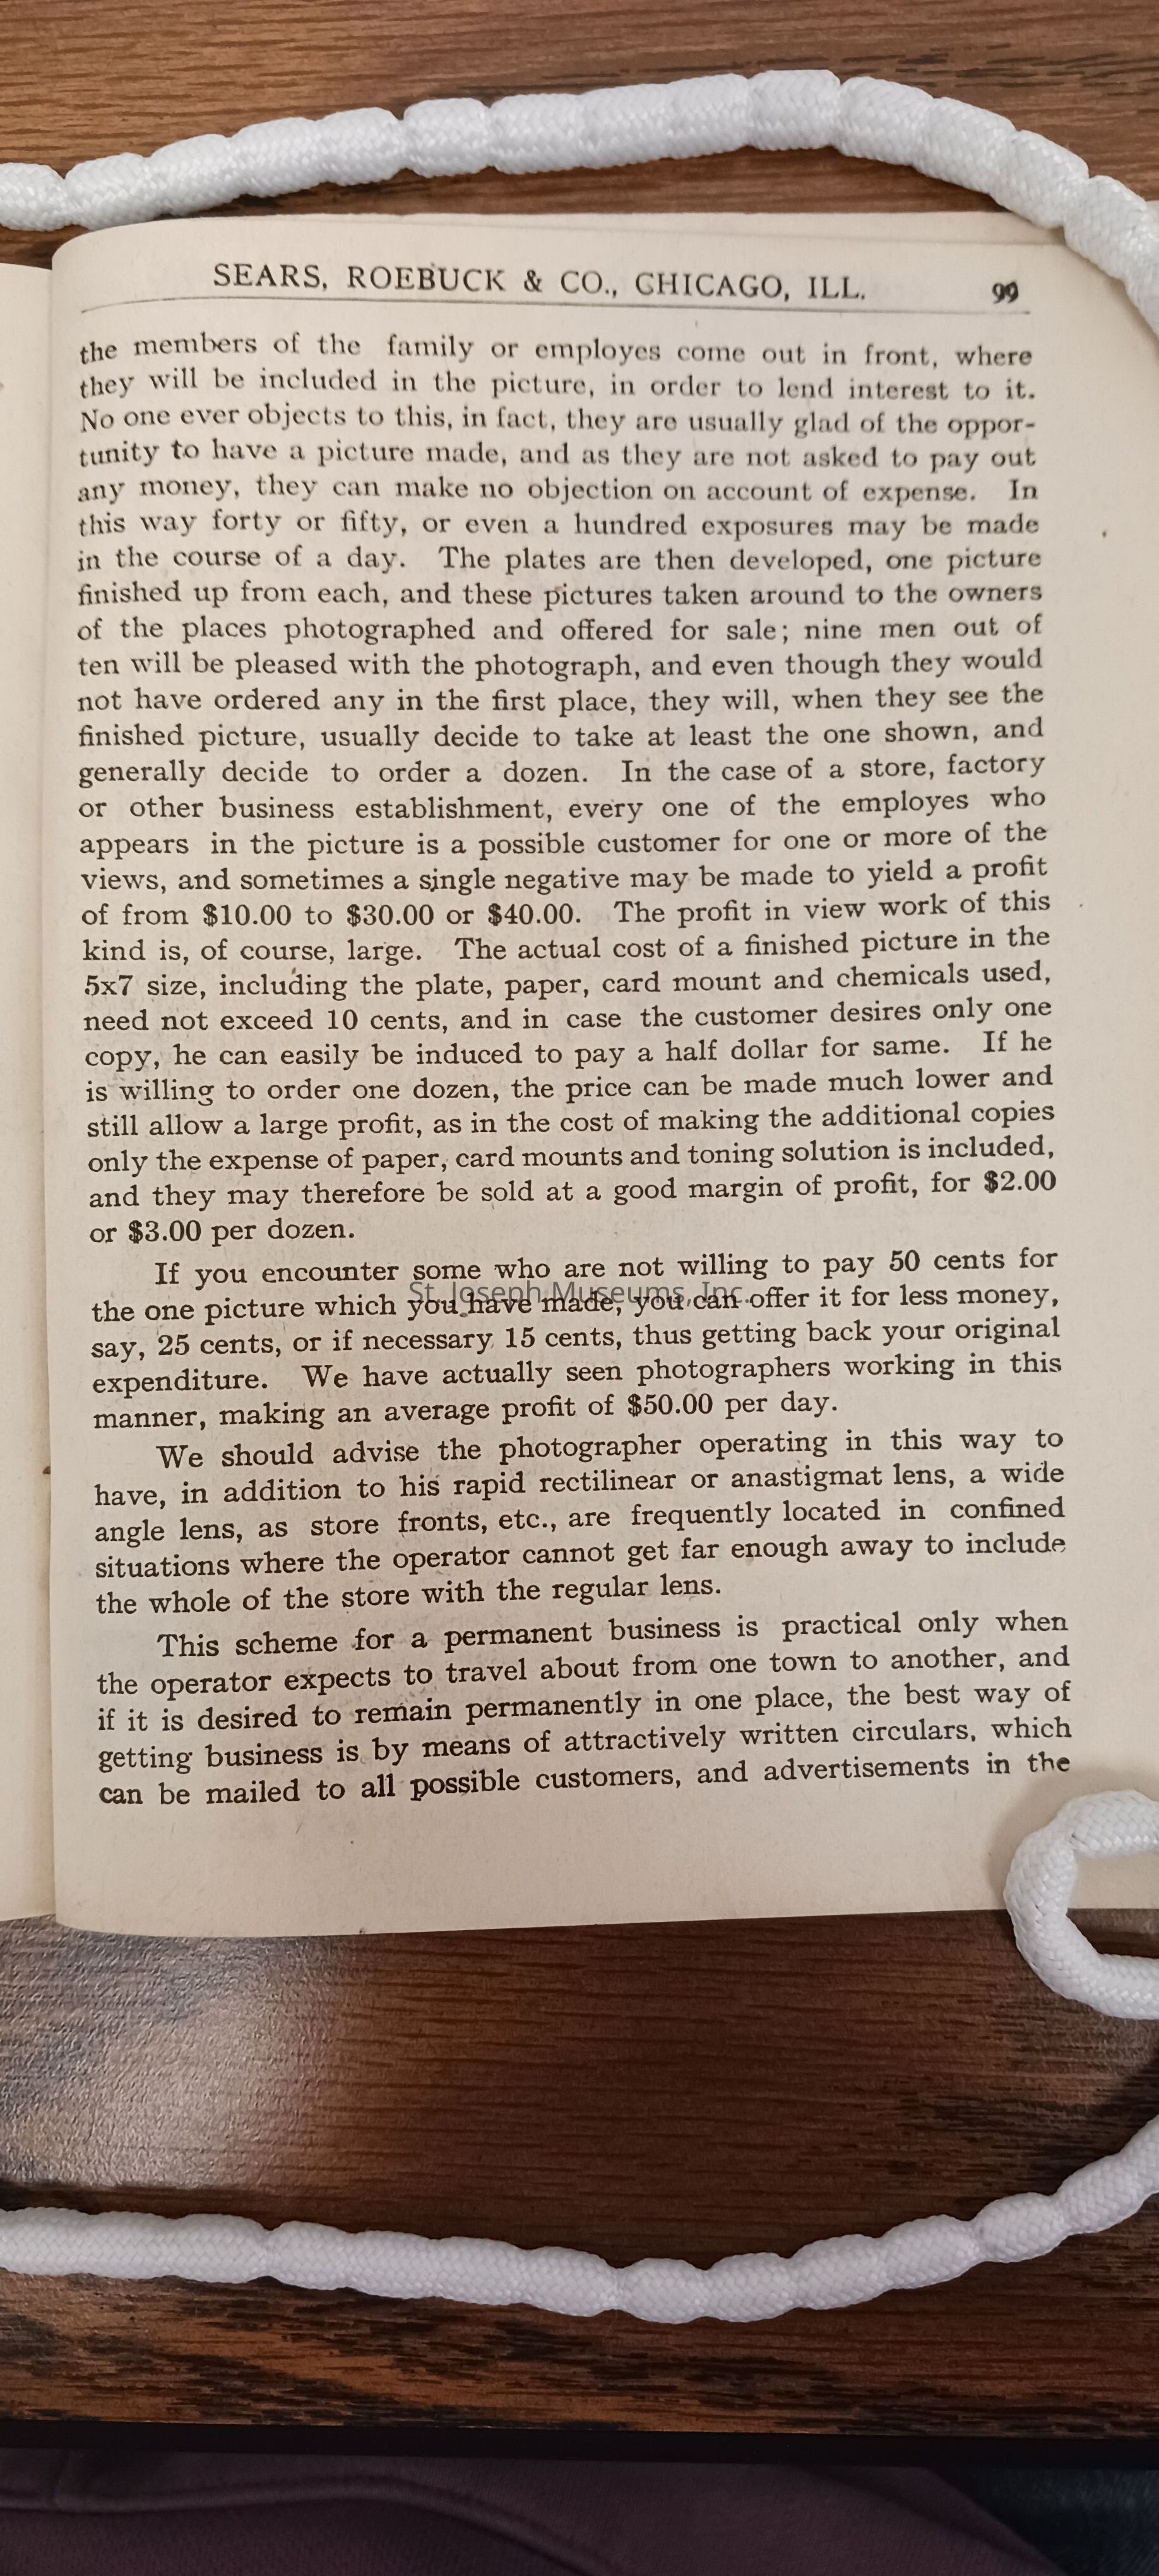 SEARS, ROEBUCK & CO., CHICAGO, ILL. 99
the members of the family or employes come out in front, where
they will be included in the picture, in order to lend interest to it.
No one ever objects to this, in fact, they are usually glad of the oppor-
tunity to have a picture made, and as they are not asked to pay out
any money, they can make no objection on account of expense. In
this way forty or fifty, or even a hundred exposures may be made
in the course of a day. The plates are then developed, one picture
finished up from each, and these pictures taken around to the owners
of the places photographed and offered for sale; nine men out of
ten will be pleased with the photograph, and even though they would
not have ordered any in the first place, they will, when they see the
finished picture, usually decide to take at least the one shown, and
generally decide to order a dozen. In the case of a store, factory
or other business establishment, every one of the employes who
appears in the picture is a possible customer for one or more of the
views, and sometimes a single negative may be made to yield a profit
of from $10.00 to $30.00 or $40.00. The profit in view work of this
kind is, of course, large. The actual cost of a finished picture in the
5x7 size, including the plate, paper, card mount and chemicals used,
need not exceed 10 cents, and in case the customer desires only one
copy, he can easily be induced to pay a half dollar for same. If he
is willing to order one dozen, the price can be made much lower and
still allow a large profit, as in the cost of making the additional copies
only the expense of paper, card mounts and toning solution is included,
and they may therefore be sold at a good margin of profit, for $2.00
or $3.00 per dozen.
If you encounter some who are not willing to pay 50 cents for
St. Joseph Museums, Inc.
the one picture which you have made, you can offer it for less money,
say, 25 cents, or if necessary 15 cents, thus getting back your original
expenditure. We have actually seen photographers working in this
manner, making an average profit of $50.00 per day.
We should advise the photographer operating in this way to
have, in addition to his rapid rectilinear or anastigmat lens, a wide
angle lens, as store fronts, etc., are frequently located in confined
situations where the operator cannot get far enough away to include
the whole of the store with the regular lens.
This scheme for a permanent business is practical only when
the operator expects to travel about from one town to another, and
if it is desired to remain permanently in one place, the best way of
getting business is by means of attractively written circulars, which
can be mailed to all possible customers, and advertisements in the